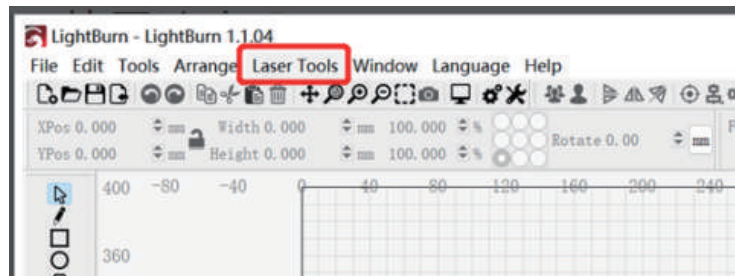 LightBurn - LightBurn 1.1.04
File Edit Tools Arrange Laser Tools Window Language Help
XPos 0.000 mm Width 0.000 mm 100.000 %
YPos 0.000 mm Height 0.000 mm 100.000 %
Rotate 0.00 mm
400 -80 -40 0 40 80 120 160 200 240
360